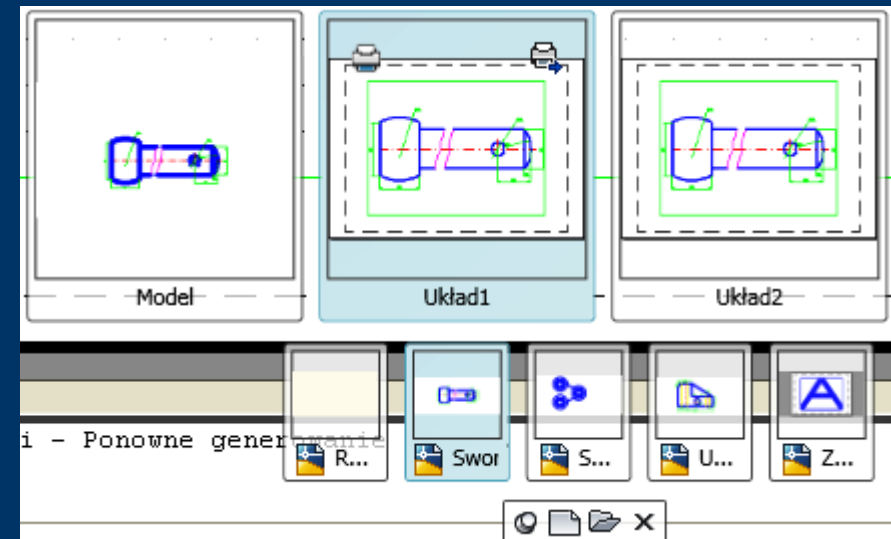 Model
Układ1
Układ2
i - Ponowne generowanie
R...
Swor
S...
U...
Z...